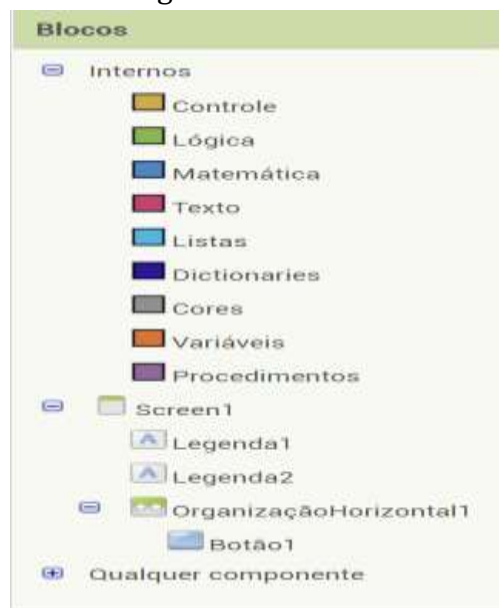 Blocos
Internos
Controle
Lógica
Matemática
Texto
Listas
Dictionaries
Cores
Variáveis
Procedimentos
Screen1
Legenda1
Legenda2
OrganizaçãoHorizontal1
Botão1
Qualquer componente